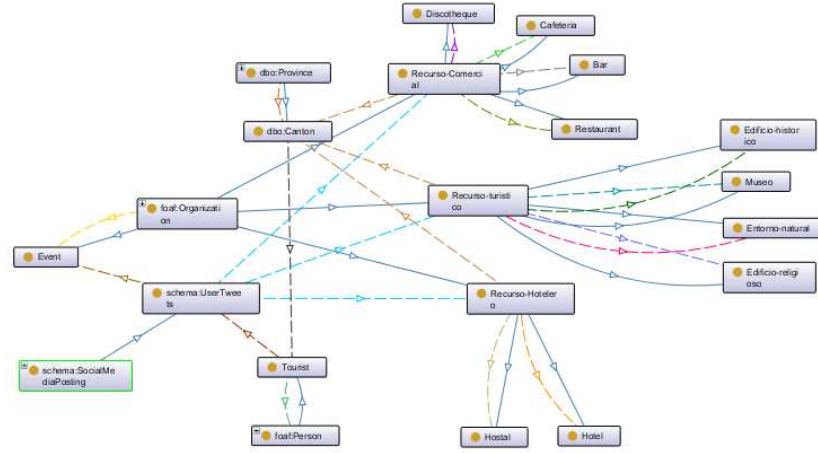 Discotheque
Cafeteria
Bar
dbo:Province
Recurso-Comerci
al
dbo:Canton
Restaurant
Edificio-histor
ico
Museo
Recurso-turisti
co
foaf:Organizati
on
Entorno-natural
Event
Edificio-religi
oso
schema:UserTwee
ts
Recurso-Hoteler
o
schema:SocialMe
diaPosting
Tourist
foaf:Person
Hostal
Hotel